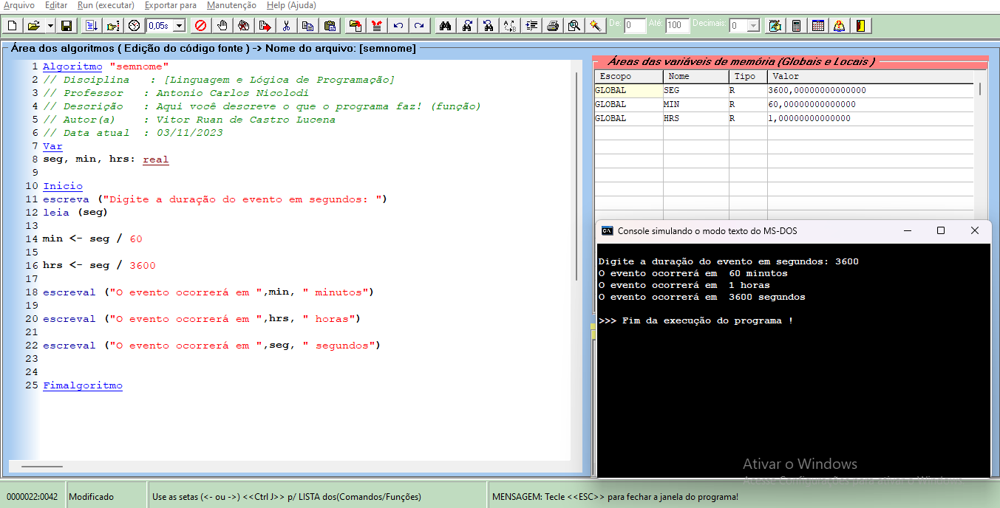 Arquivo Editar Run (executar) Exportar para Manutenção Help (Ajuda)
0,05s De: 0 Até: 100 Decimais: 0
Área dos algoritmos ( Edição do código fonte ) -> Nome do arquivo: [semnome]
1 Algoritmo "semnome"
2 // Disciplina   : [Linguagem e Lógica de Programação]
3 // Professor   : Antonio Carlos Nicolodi
4 // Descrição   : Aqui você descreve o que o programa faz! (função)
5 // Autor(a)    : Vitor Ruan de Castro Lucena
6 // Data atual  : 03/11/2023
7 Var
8 seg, min, hrs: real
9
10 Inicio
11 escreva ("Digite a duração do evento em segundos: ")
12 leia (seg)
13
14 min <- seg / 60
15
16 hrs <- seg / 3600
17
18 escreval ("O evento ocorrerá em ",min, " minutos")
19
20 escreval ("O evento ocorrerá em ",hrs, " horas")
21
22 escreval ("O evento ocorrerá em ",seg, " segundos")
23
24
25 Fimalgoritmo
Áreas das variáveis de memória (Globais e Locais )
Escopo Nome Tipo Valor
GLOBAL SEG R 3600,00000000000000
GLOBAL MIN R 60,0000000000000
GLOBAL HRS R 1,00000000000000
Console simulando o modo texto do MS-DOS
Digite a duração do evento em segundos: 3600
O evento ocorrerá em  60 minutos
O evento ocorrerá em  1 horas
O evento ocorrerá em  3600 segundos
>>> Fim da execução do programa !
Ativar o Windows
Acesse Configurações para ativar o Windows.
0000022:0042 Modificado Use as setas (<- ou ->) <<Ctrl J>> p/ LISTA dos(Comandos/Funções) MENSAGEM: Tecle <<ESC>> para fechar a janela do programa!